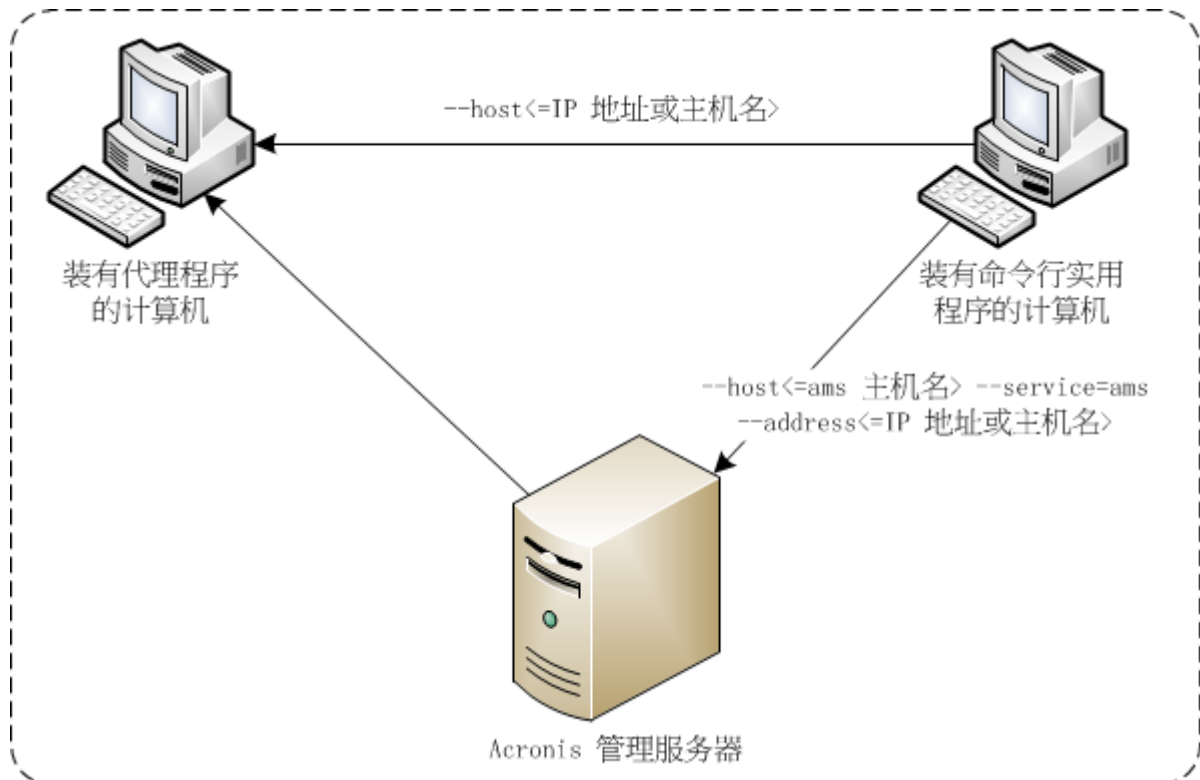 --host<=IP 地址或主机名>
装有代理程序
的计算机
装有命令行实用
程序的计算机
--host<=ams 主机名> --service=ams
--address<=IP 地址或主机名>
Acronis 管理服务器